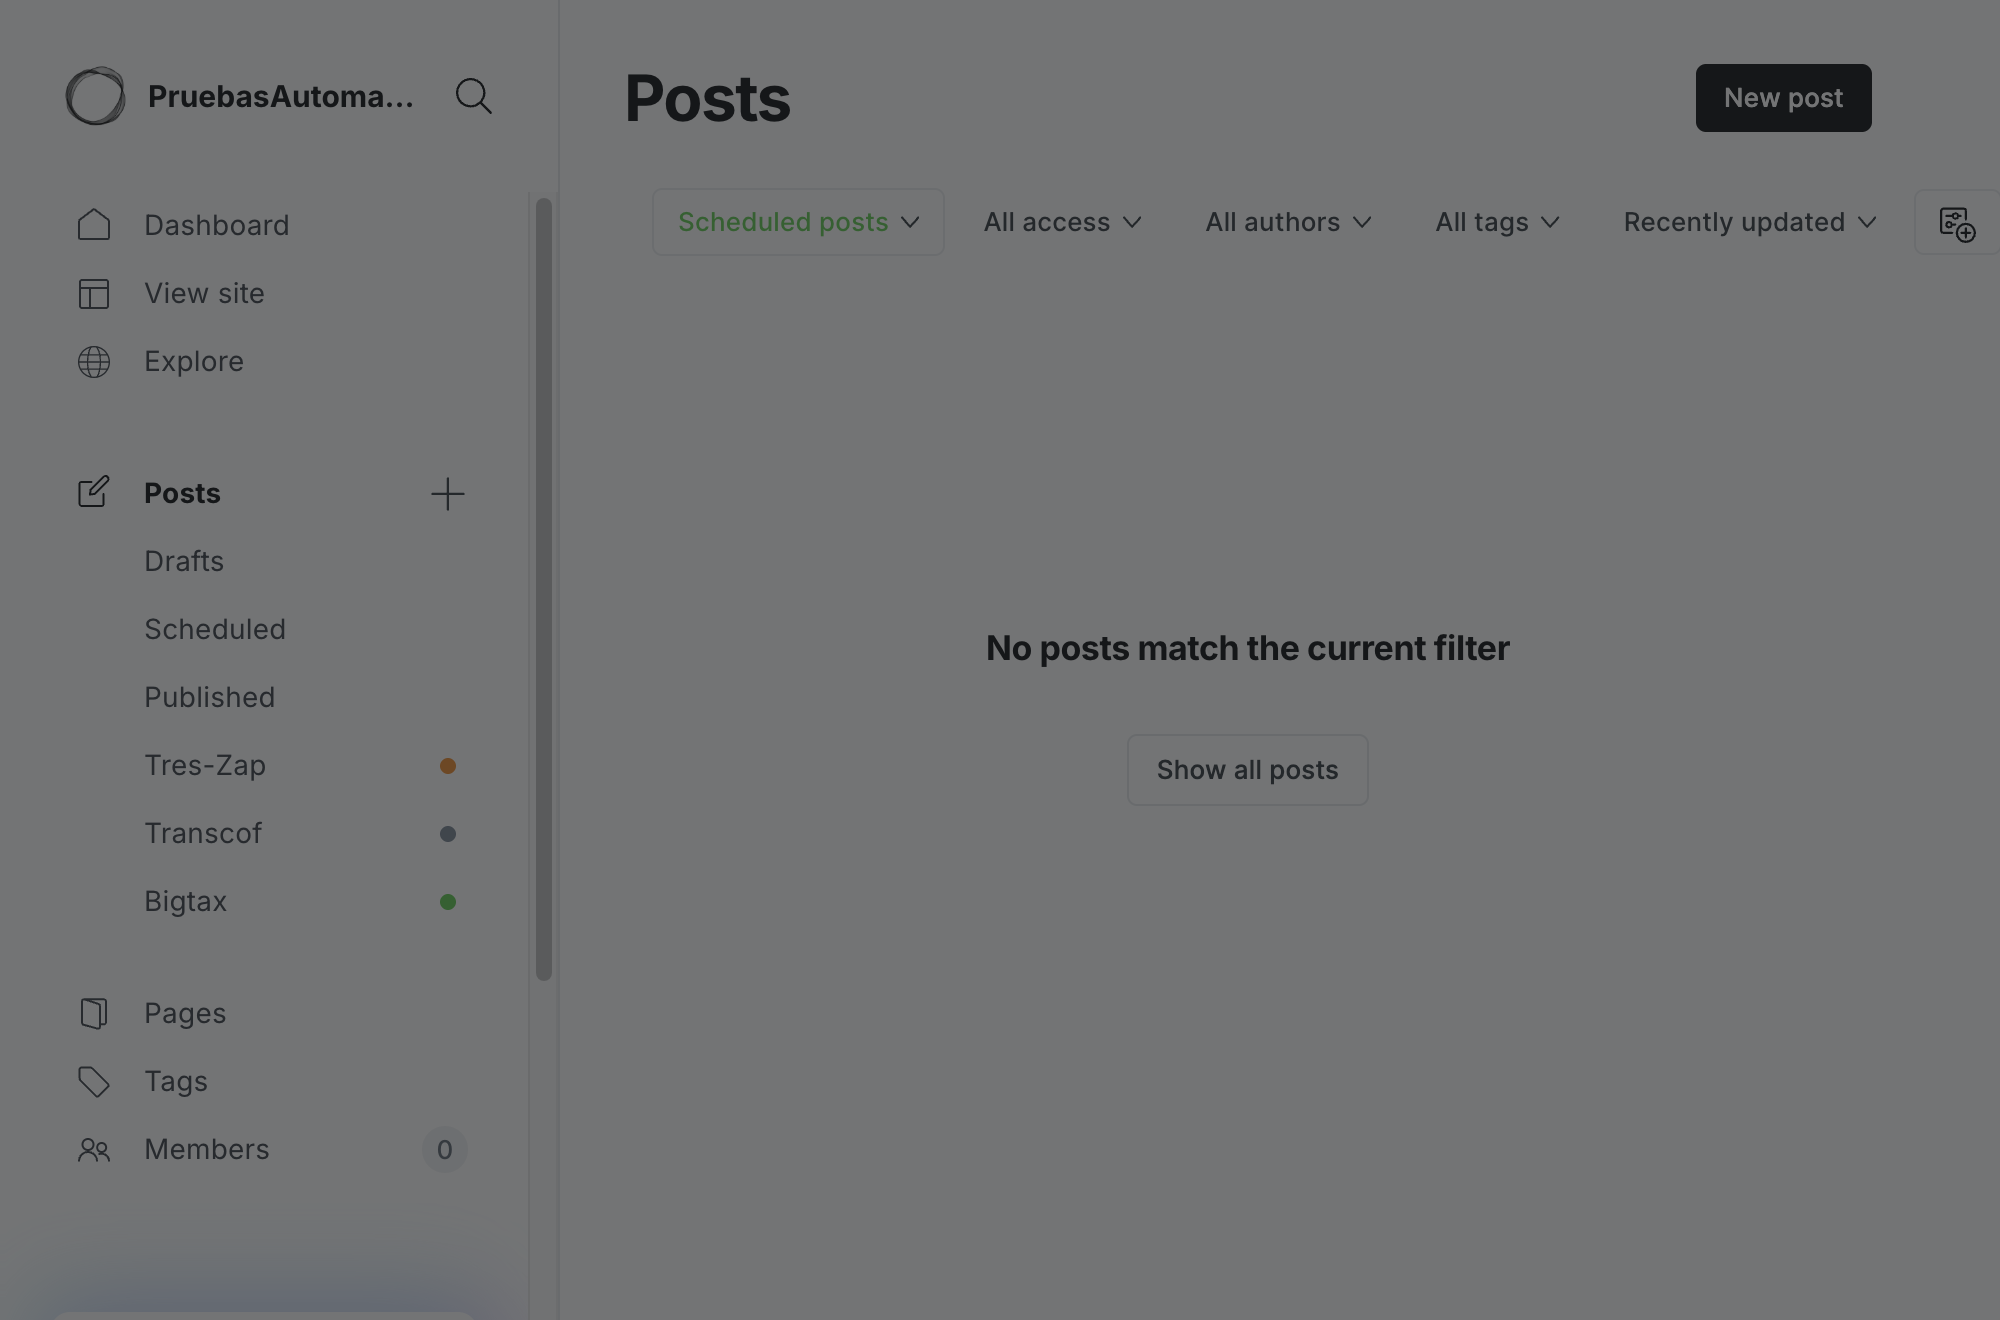 PruebasAutoma...
Dashboard
View site
Explore
Posts
Drafts
Scheduled
Published
Tres-Zap
Transcof
Bigtax
Pages
Tags
Members 0
Posts
New post
Scheduled posts All access All authors All tags Recently updated
No posts match the current filter
Show all posts